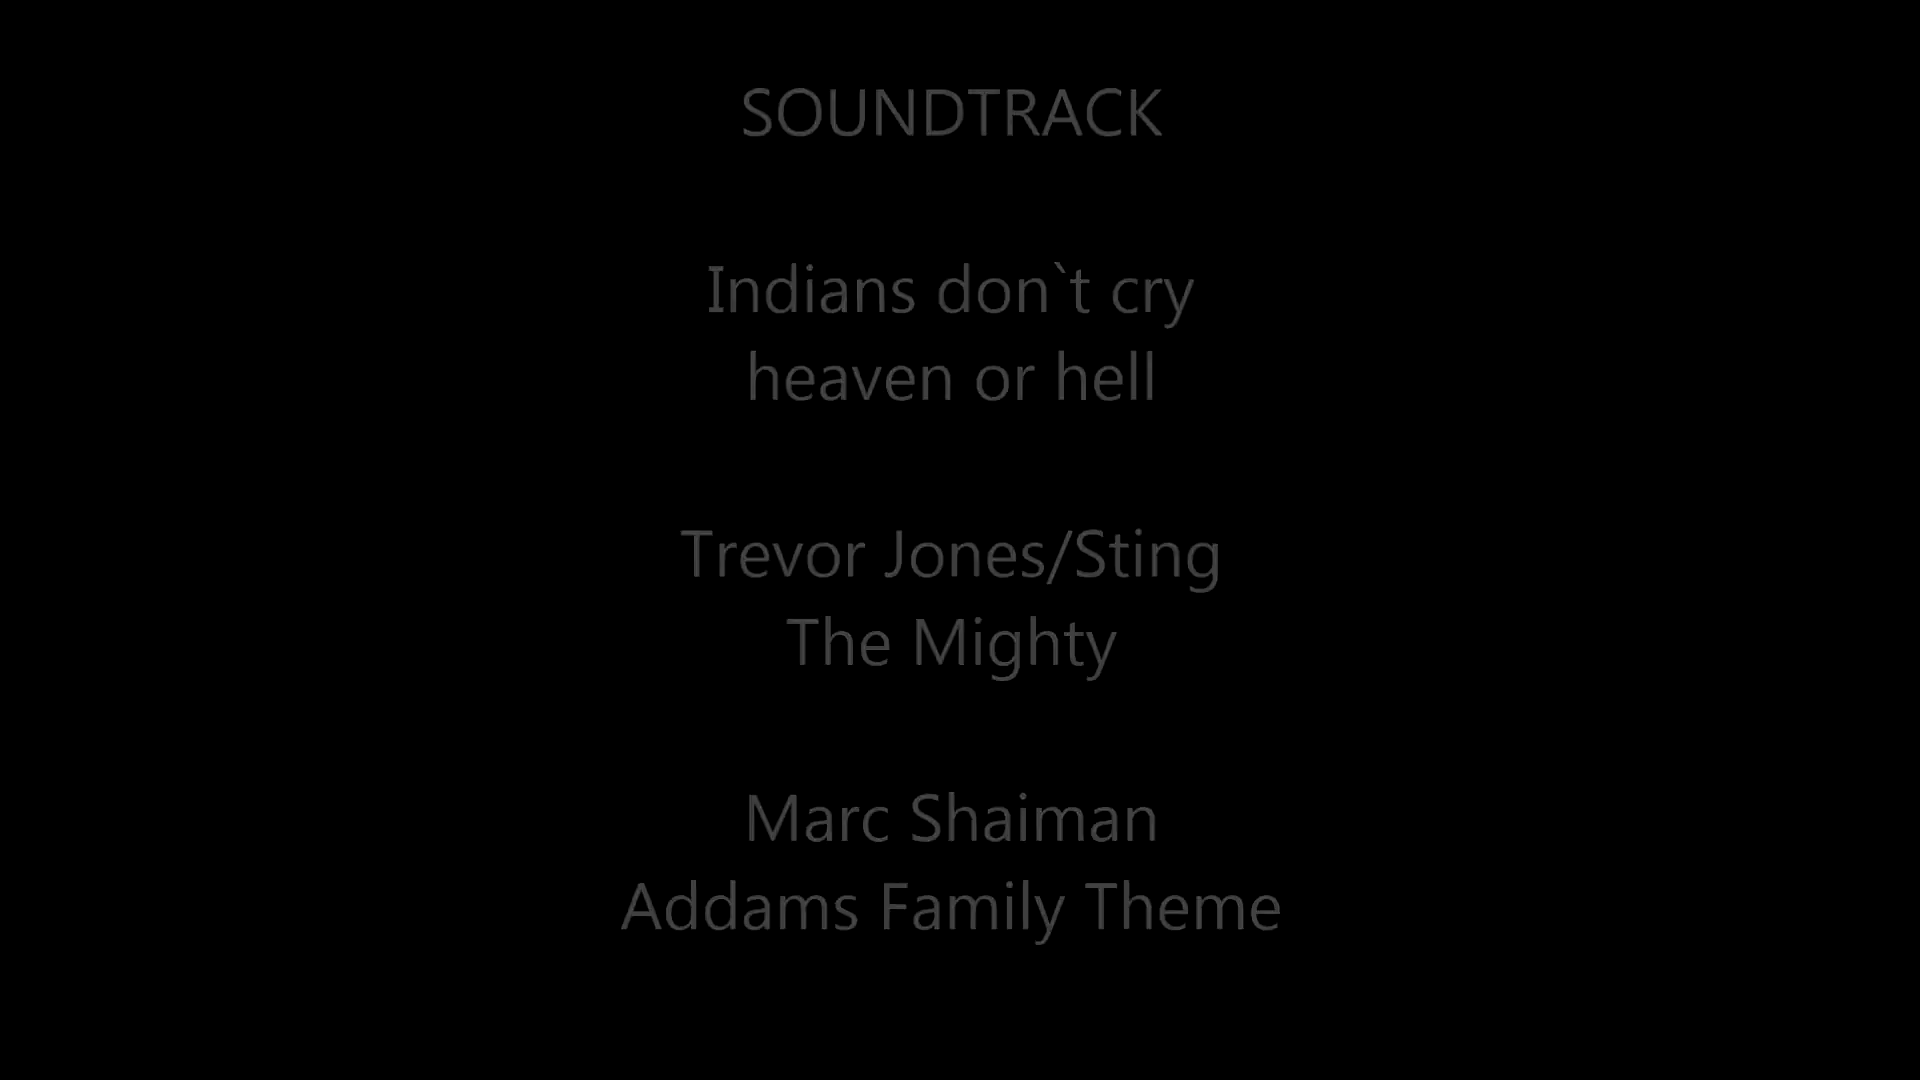 SOUNDTRACK
Indians don`t cry
heaven or hell
Trevor Jones/Sting
The Mighty
Marc Shaiman
Addams Family Theme